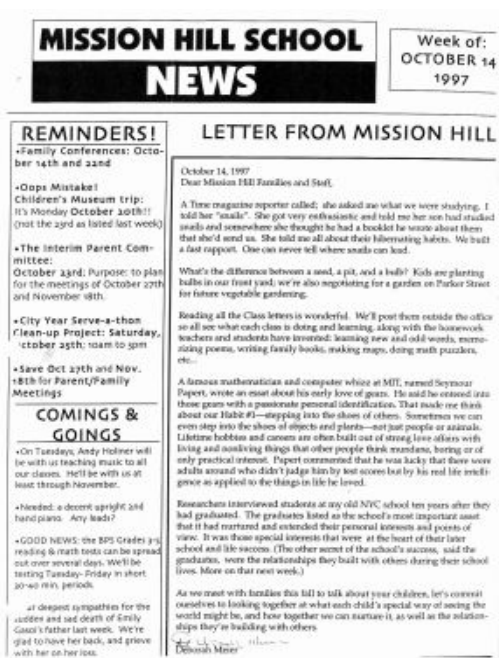 MISSION HILL SCHOOL
NEWS
Week of:
OCTOBER 14
1997
REMINDERS!
•Family Conferences: Octo-
ber 14th and 22nd
•Oops Mistake!
Children's Museum trip:
It's Monday October 20th!!
(not the 23rd as listed last week)
•The Interim Parent Com-
mittee:
October 23rd; Purpose: to plan
for the meetings of October 27th
and November 18th.
•City Year Serve-a-thon
Clean-up Project: Saturday,
ctober 25th; 10am to 3pm
•Save Oct 27th and Nov.
18th for Parent/Family
Meetings
COMINGS &
GOINGS
•On Tuesdays, Andy Holmer will
be with us teaching music to all
our classes. He'll be with us at
least through November.
•Needed: a decent upright and
hand piano. Any leads?
•GOOD NEWS: the BPS Grades 3-5
reading & math tests can be spread
out over several days. We'll be
testing Tuesday- Friday in short
20-40 min. periods.
ur deepest sympathies for the
sudden and sad death of Emily
Gasoi's father last week. We're
glad to have her back, and grieve
with her on her loss.
LETTER FROM MISSION HILL
October 14, 1997
Dear Mission Hill Families and Staff,
A Time magazine reporter called; she asked me what we were studying. I
told her "snails". She got very enthusiastic and told me her son had studied
snails and somewhere she thought he had a booklet he wrote about them
that she'd send us. She told me all about their hibernating habits. We built
a fast rapport. One can never tell where snails can lead.
What's the difference between a seed, a pit, and a bulb? Kids are planting
bulbs in our front yard; we're also negotiating for a garden on Parker Street
for future vegetable gardening.
Reading all the Class letters is wonderful. We'll post them outside the office
so all see what each class is doing and learning, along with the homework
teachers and students have invented: learning new and odd words, memo-
rizing poems, writing family books, making maps, doing math puzzlers,
etc..
A famous mathematician and computer whizz at MIT, named Seymour
Papert, wrote an essat about his early love of gears. He said he entered into
those gears with a passionate personal identification. That made me think
about our Habit #1—stepping into the shoes of others. Sometimes we can
even step into the shoes of objects and plants—not just people or animals.
Lifetime hobbies and careers are often built out of strong love affairs with
living and nonliving things that other people think mundane, boring or of
only practical interest. Papert commented that he was lucky that there were
adults around who didn't judge him by test scores but by his real life intelli-
gence as applied to the things in life he loved.
Researchers interviewed students at my old NYC school ten years after they
had graduated. The graduates listed as the school's most important asset
that it had nurtured and extended their personal interests and points of
view. It was those special interests that were at the heart of their later
school and life success. (The other secret of the school's success, said the
graduates, were the relationships they built with others during their school
lives. More on that next week.)
As we meet with families this fall to talk about your children, let's commit
ourselves to looking together at what each child's special way of seeing the
world might be, and how together we can nurture it, as well as the relation-
ships they're building with others.
Deborah Meier